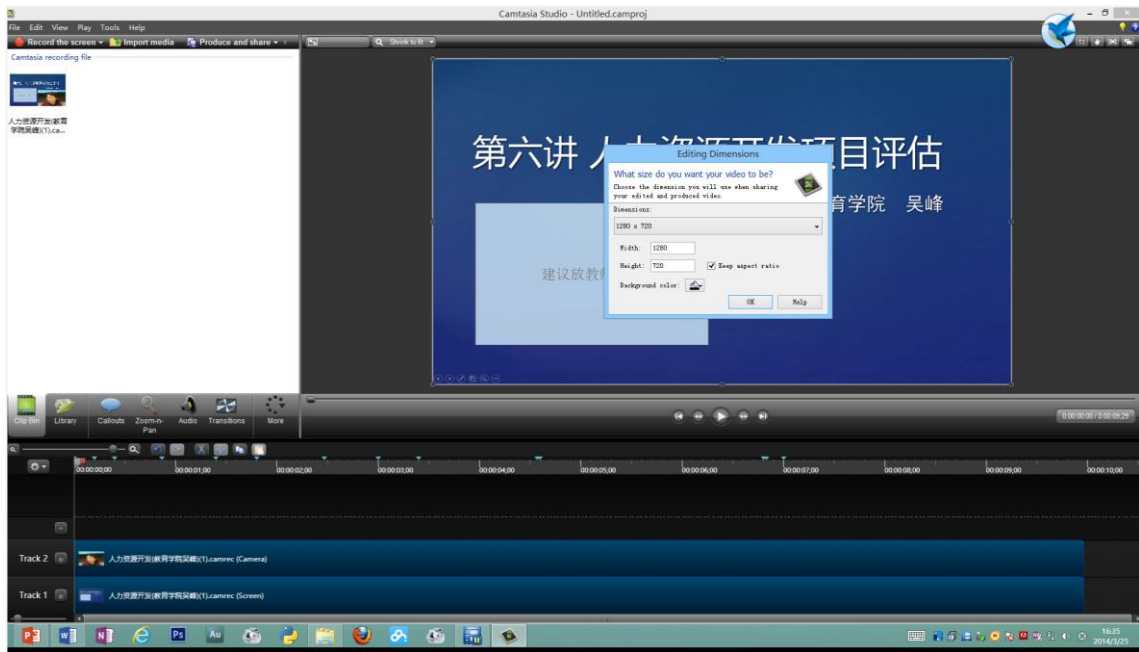 Camtasia Studio - Untitled.camproj
File Edit View Play Tools Help
Record the screen Import media Produce and share Shrink to fit
Camtasia recording file
人力资源开发(教育
学院吴峰)(1).ca...
第六讲 人力资源开发项目评估
育学院 吴峰
建议放教
Editing Dimensions
What size do you want your video to be?
Choose the dimension you will use when sharing
your edited and produced video.
Dimensions:
1280 x 720
Width: 1280
Height: 720 Keep aspect ratio
Background color:
OK Help
Clip Bin Library Callouts Zoom-n-Pan Audio Transitions More
0:00:00;00 / 0:00:09;29
00:00:00;00 00:00:01;00 00:00:02;00 00:00:03;00 00:00:04;00 00:00:05;00 00:00:06;00 00:00:07;00 00:00:08;00 00:00:09;00 00:00:10;00
Track 2 人力资源开发(教育学院吴峰)(1).camrec (Camera)
Track 1 人力资源开发(教育学院吴峰)(1).camrec (Screen)
Ps Au
16:35
2014/3/25